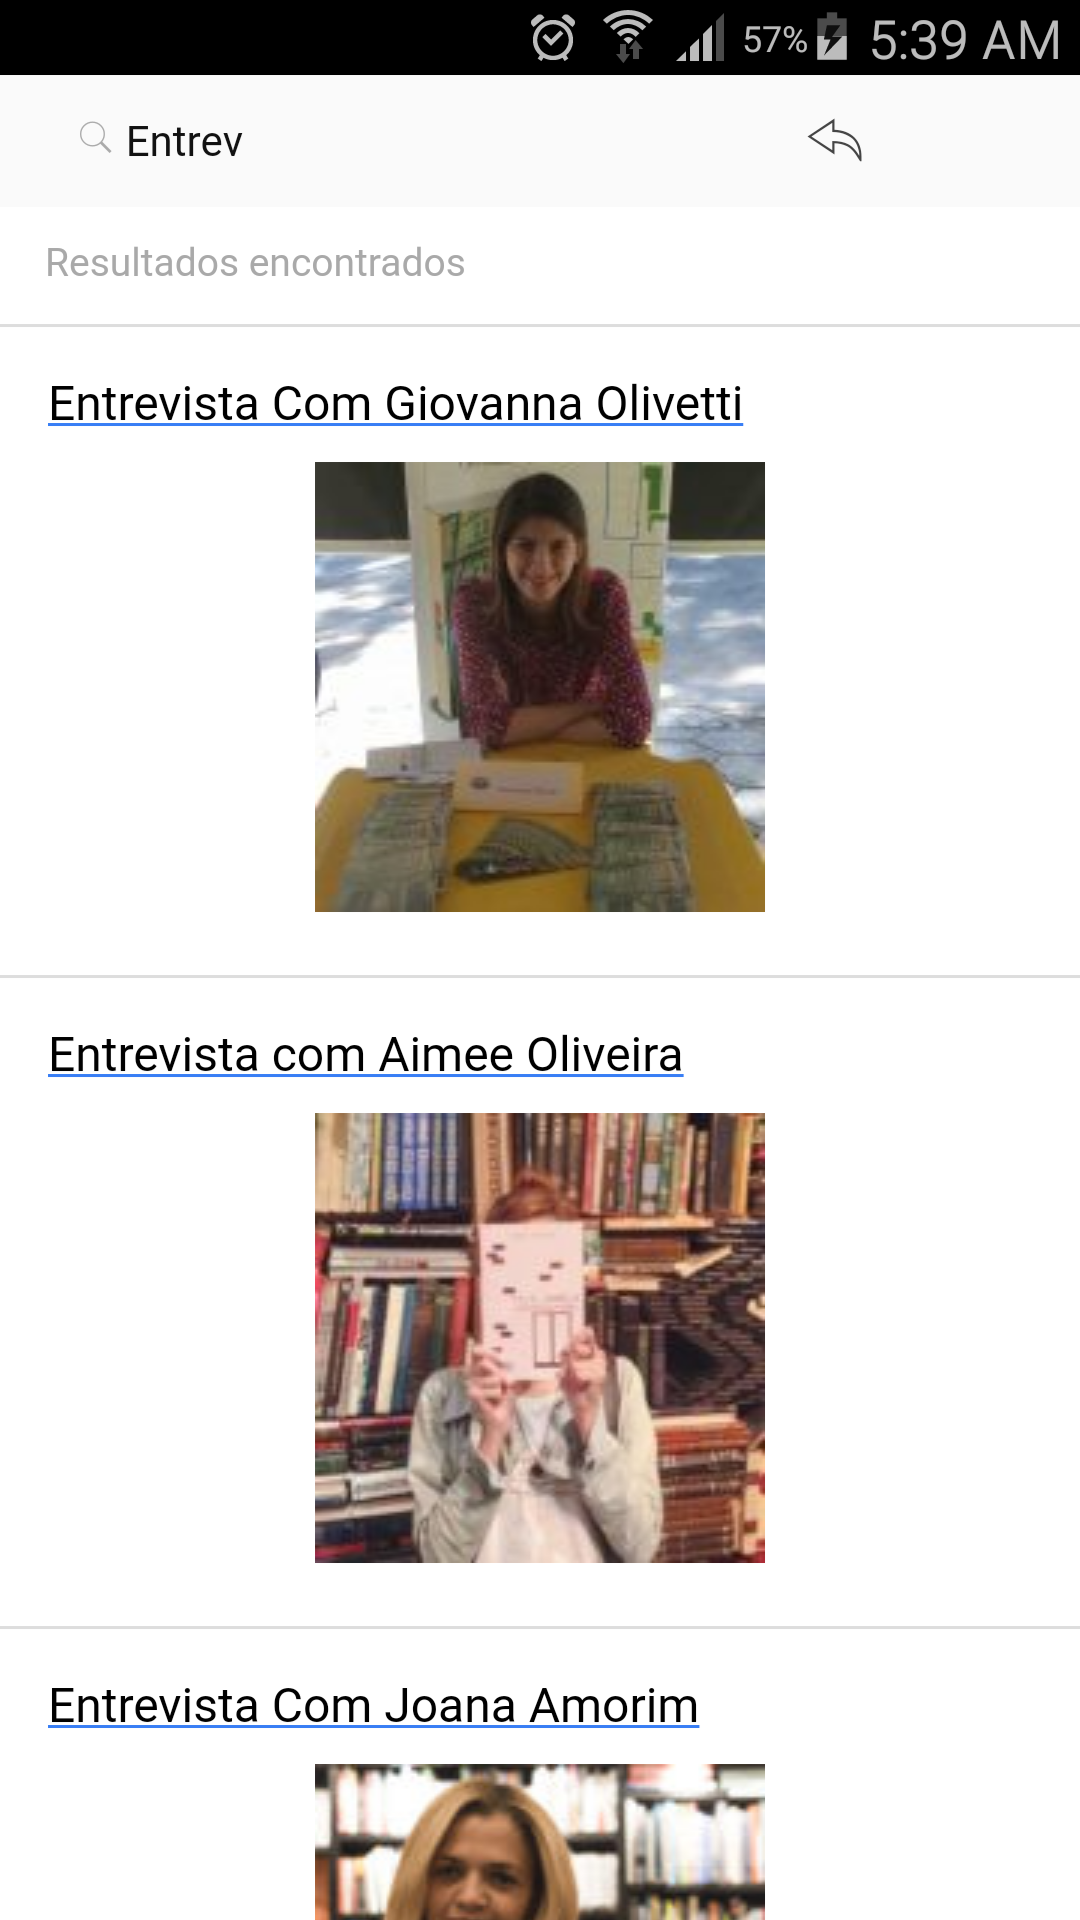 57% 5:39 AM
Entrev
Resultados encontrados
Entrevista Com Giovanna Olivetti
Entrevista com Aimee Oliveira
Entrevista Com Joana Amorim